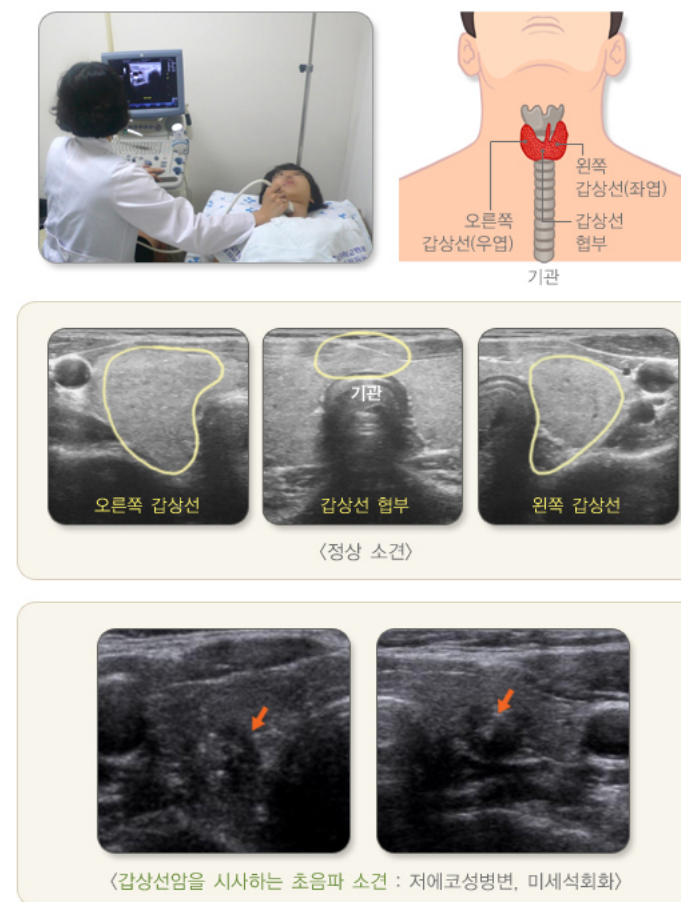 왼쪽
갑상선(좌엽)
오른쪽
갑상선(우엽)
갑상선
협부
기관
기관
오른쪽 갑상선
갑상선 협부
왼쪽 갑상선
〈정상 소견〉
〈갑상선암을 시사하는 초음파 소견 : 저에코성병변, 미세석회화〉